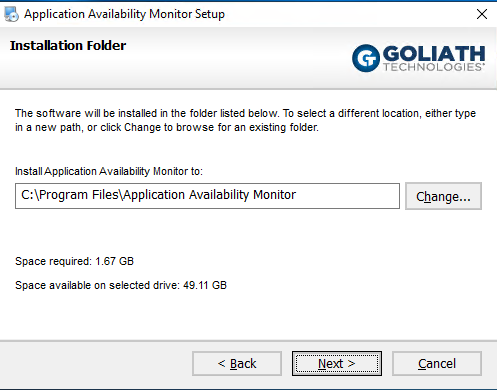 Application Availability Monitor Setup
Installation Folder
GOLIATH
TECHNOLOGIES
The software will be installed in the folder listed below. To select a different location, either type
in a new path, or click Change to browse for an existing folder.
Install Application Availability Monitor to:
C:\Program Files\Application Availability Monitor
Change...
Space required: 1.67 GB
Space available on selected drive: 49.11 GB
< Back
Next >
Cancel